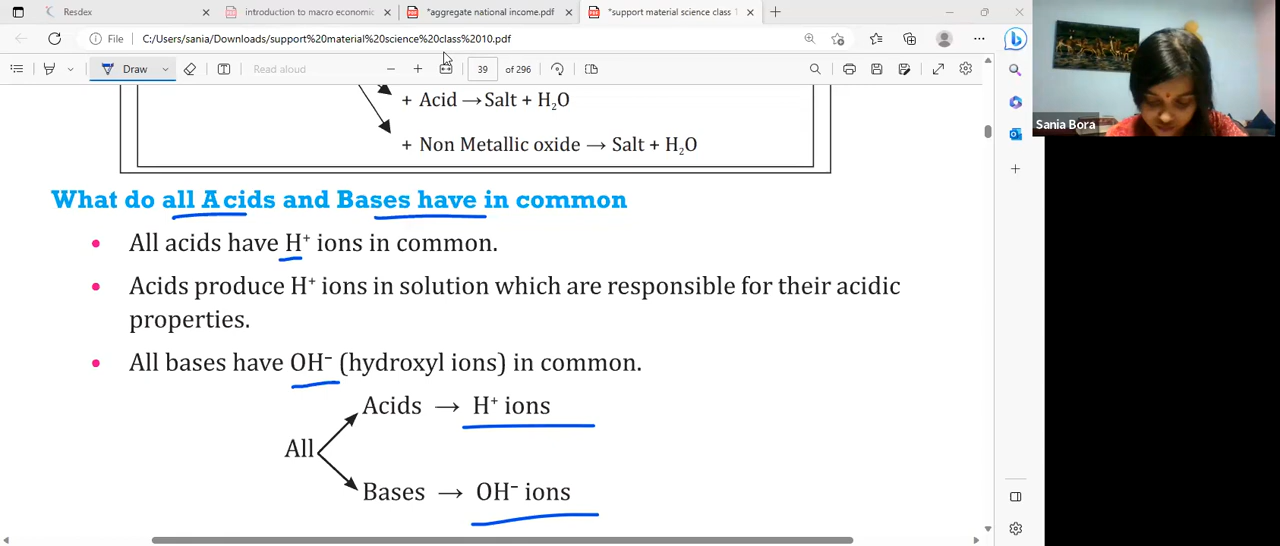 Resdex
introduction to macro economic
*aggregate national income.pdf
*support material science class 1
File
C:/Users/sania/Downloads/support%20material%20science%20class%2010.pdf
Draw
Read aloud
39
of 296
+ Acid → Salt + H₂O
+ Non Metallic oxide → Salt + H₂O
What do all Acids and Bases have in common
• All acids have H⁺ ions in common.
• Acids produce H⁺ ions in solution which are responsible for their acidic
properties.
• All bases have OH⁻ (hydroxyl ions) in common.
Acids → H⁺ ions
All
Bases → OH⁻ ions
Sania Bora